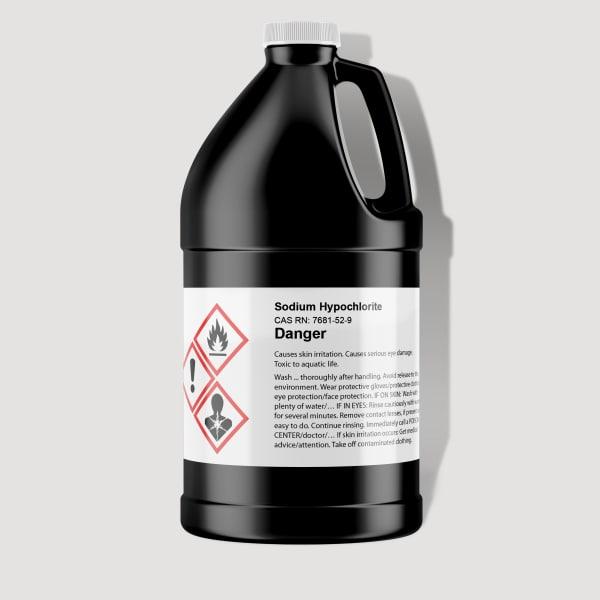 Sodium Hypochlorite
CAS RN: 7681-52-9
Danger
Causes skin irritation. Causes serious eye damage.
Toxic to aquatic life.
Wash ... thoroughly after handling. Avoid release to the
environment. Wear protective gloves/protective
eye protection/face protection. IF ON SKIN: Wash with
plenty of water/… IF IN EYES: Rinse cautiously with
for several minutes. Remove contact lenses, if present
easy to do. Continue rinsing. Immediately call a
CENTER/doctor/… If skin irritation occurs: Get medical
advice/attention. Take off contaminated clothing.